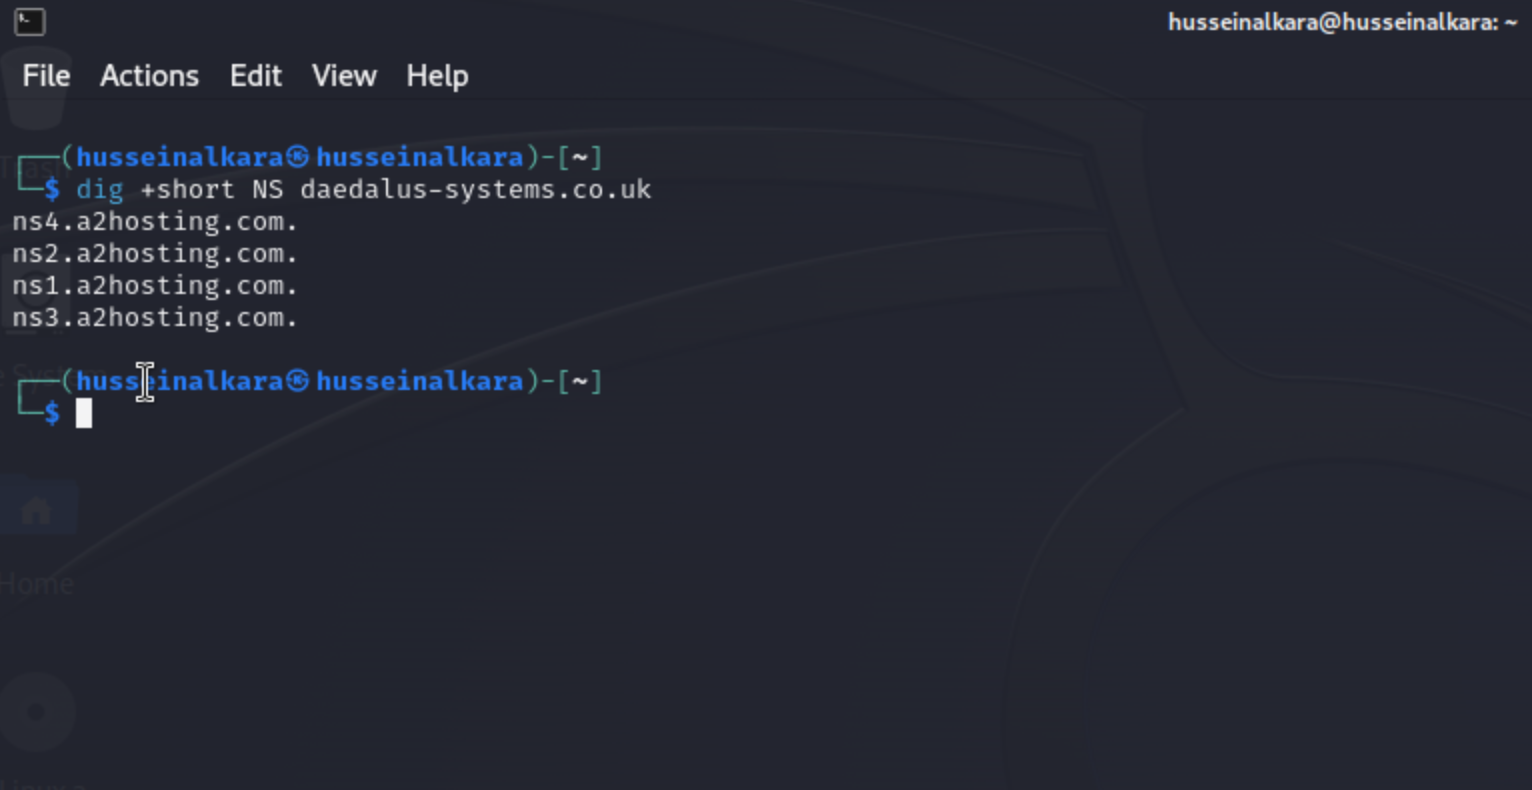 husseinalkara@husseinalkara: ~
File Actions Edit View Help
┌──(husseinalkara㉿husseinalkara)-[~]
└─$ dig +short NS daedalus-systems.co.uk
ns4.a2hosting.com.
ns2.a2hosting.com.
ns1.a2hosting.com.
ns3.a2hosting.com.
┌──(husseinalkara㉿husseinalkara)-[~]
└─$
Home